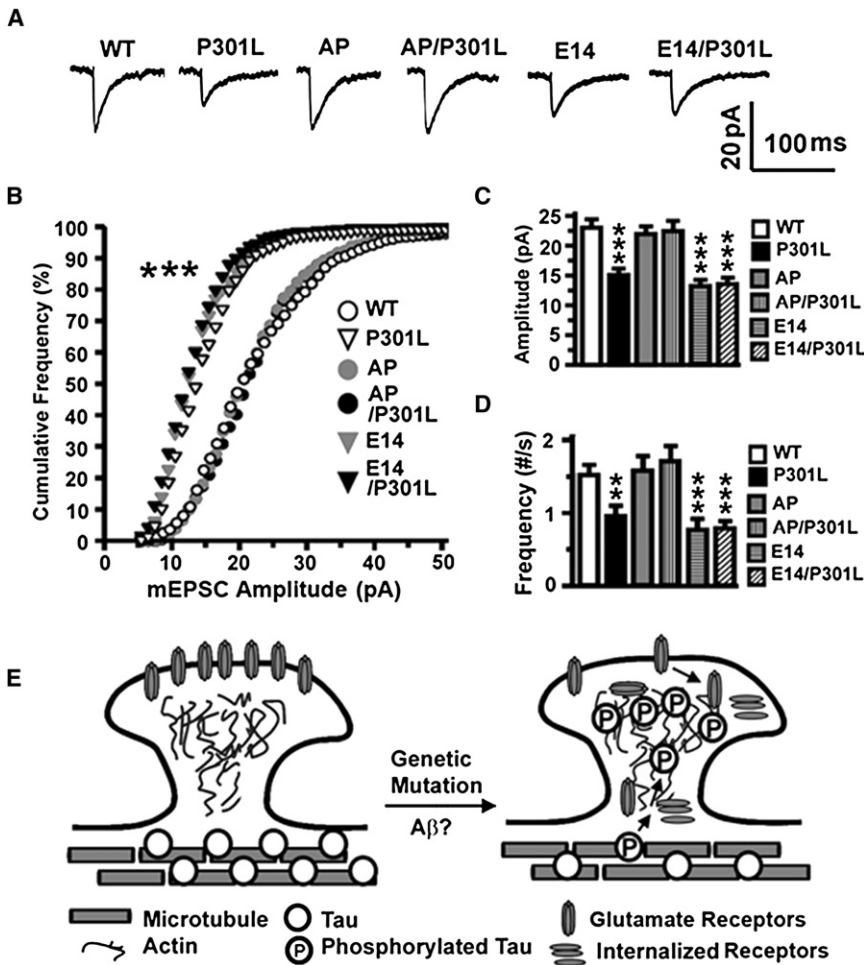 A
WT P301L AP AP/P301L E14 E14/P301L
20 pA
100 ms
B
Cumulative Frequency (%)
100
90
80
70
60
50
40
30
20
10
0
***
WT
P301L
AP
AP
/P301L
E14
E14
/P301L
0 10 20 30 40 50
mEPSC Amplitude (pA)
C
Amplitude (pA)
25
20
15
10
5
0
*** *** ***
WT
P301L
AP
AP/P301L
E14
E14/P301L
D
Frequency (#/s)
2
1
0
** *** ***
WT
P301L
AP
AP/P301L
E14
E14/P301L
E
Genetic
Mutation
Aβ?
P P P P P P
Microtubule Tau Glutamate Receptors
Actin P Phosphorylated Tau Internalized Receptors